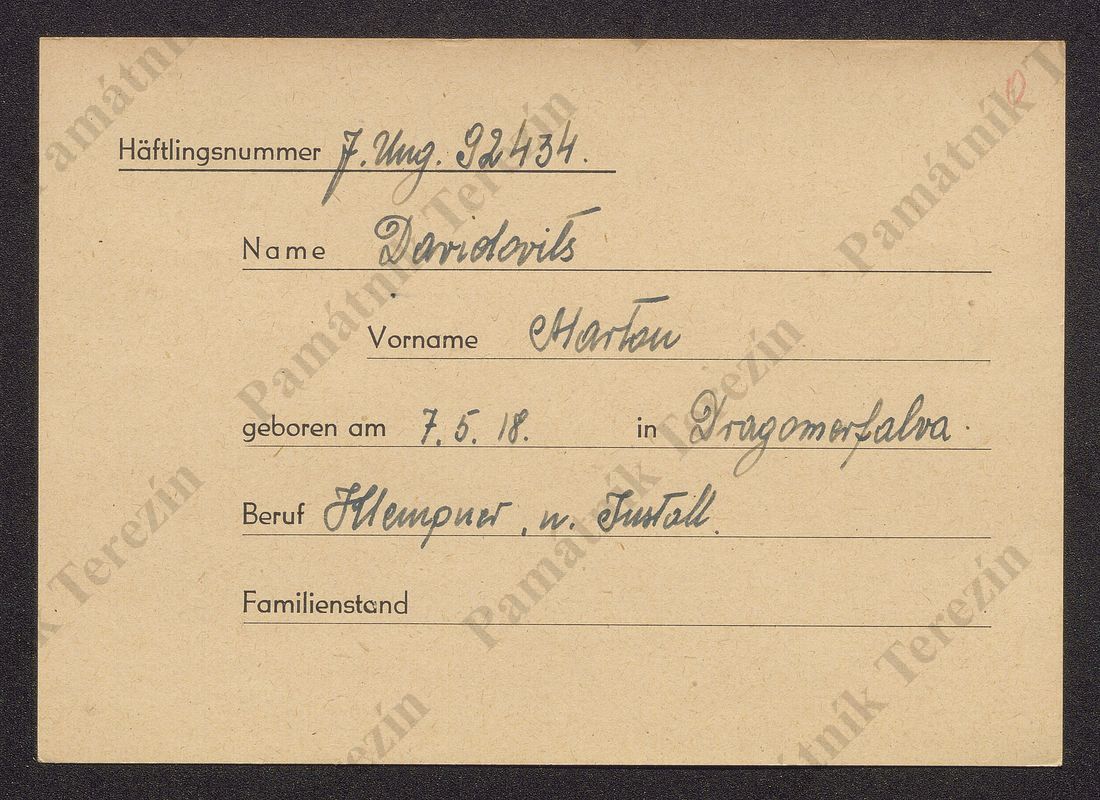 Häftlingsnummer J. Ung. 92434.
Name Davidovits
Vorname Marton
geboren am 7. 5. 18. in Dragomerfalva.
Beruf Klempner, u. Install.
Familienstand
Památník Terezín